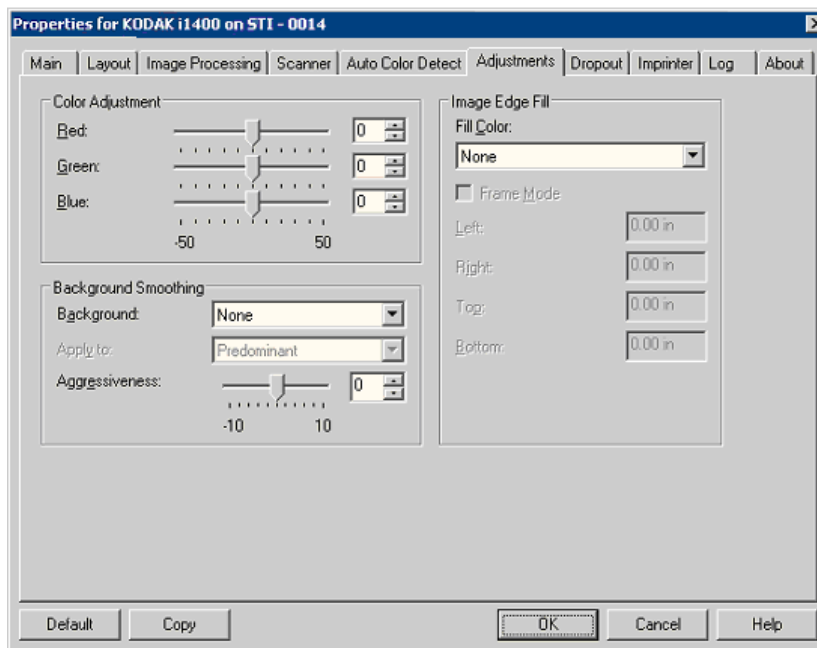 Properties for KODAK i1400 on STI - 0014
Main Layout Image Processing Scanner Auto Color Detect Adjustments Dropout Imprinter Log About
Color Adjustment
Red: 0
Green: 0
Blue: 0
-50 50
Background Smoothing
Background: None
Apply to: Predominant
Aggressiveness: 0
-10 10
Image Edge Fill
Fill Color:
None
Frame Mode
Left: 0.00 in
Right: 0.00 in
Top: 0.00 in
Bottom: 0.00 in
Default Copy OK Cancel Help